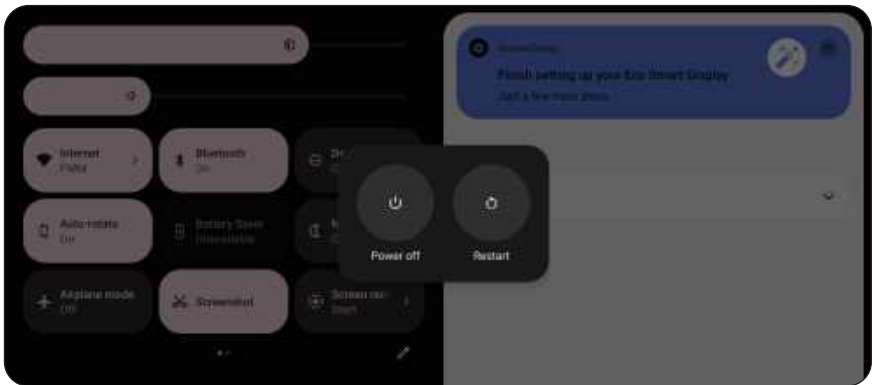 Finish setting up your Eco Smart Display
Just a few more steps
Internet
PMM
Bluetooth
On
Auto-rotate
On
Battery Saver
Unavailable
Power off
Restart
Airplane mode
Off
Screenshot
Screen rec
Start